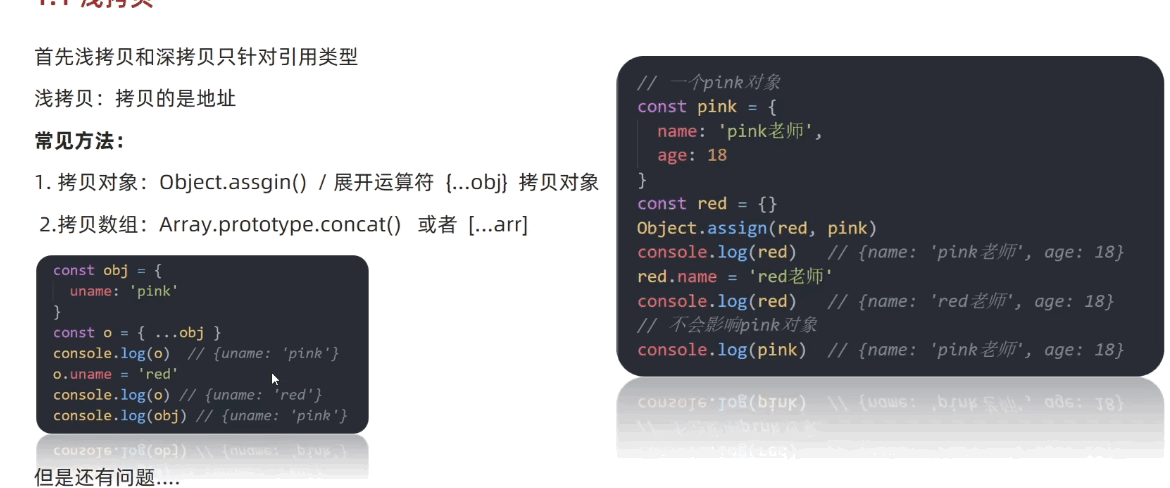 1.1 浅拷贝
首先浅拷贝和深拷贝只针对引用类型
浅拷贝：拷贝的是地址
常见方法：
1. 拷贝对象：Object.assgin() / 展开运算符 {...obj} 拷贝对象
2.拷贝数组：Array.prototype.concat() 或者 [...arr]
const obj = {
uname: 'pink'
}
const o = { ...obj }
console.log(o) // {uname: 'pink'}
o.uname = 'red'
console.log(o) // {uname: 'red'}
console.log(obj) // {uname: 'pink'}
但是还有问题....
// 一个pink对象
const pink = {
name: 'pink老师',
age: 18
}
const red = {}
Object.assign(red, pink)
console.log(red) // {name: 'pink老师', age: 18}
red.name = 'red老师'
console.log(red) // {name: 'red老师', age: 18}
// 不会影响pink对象
console.log(pink) // {name: 'pink老师', age: 18}